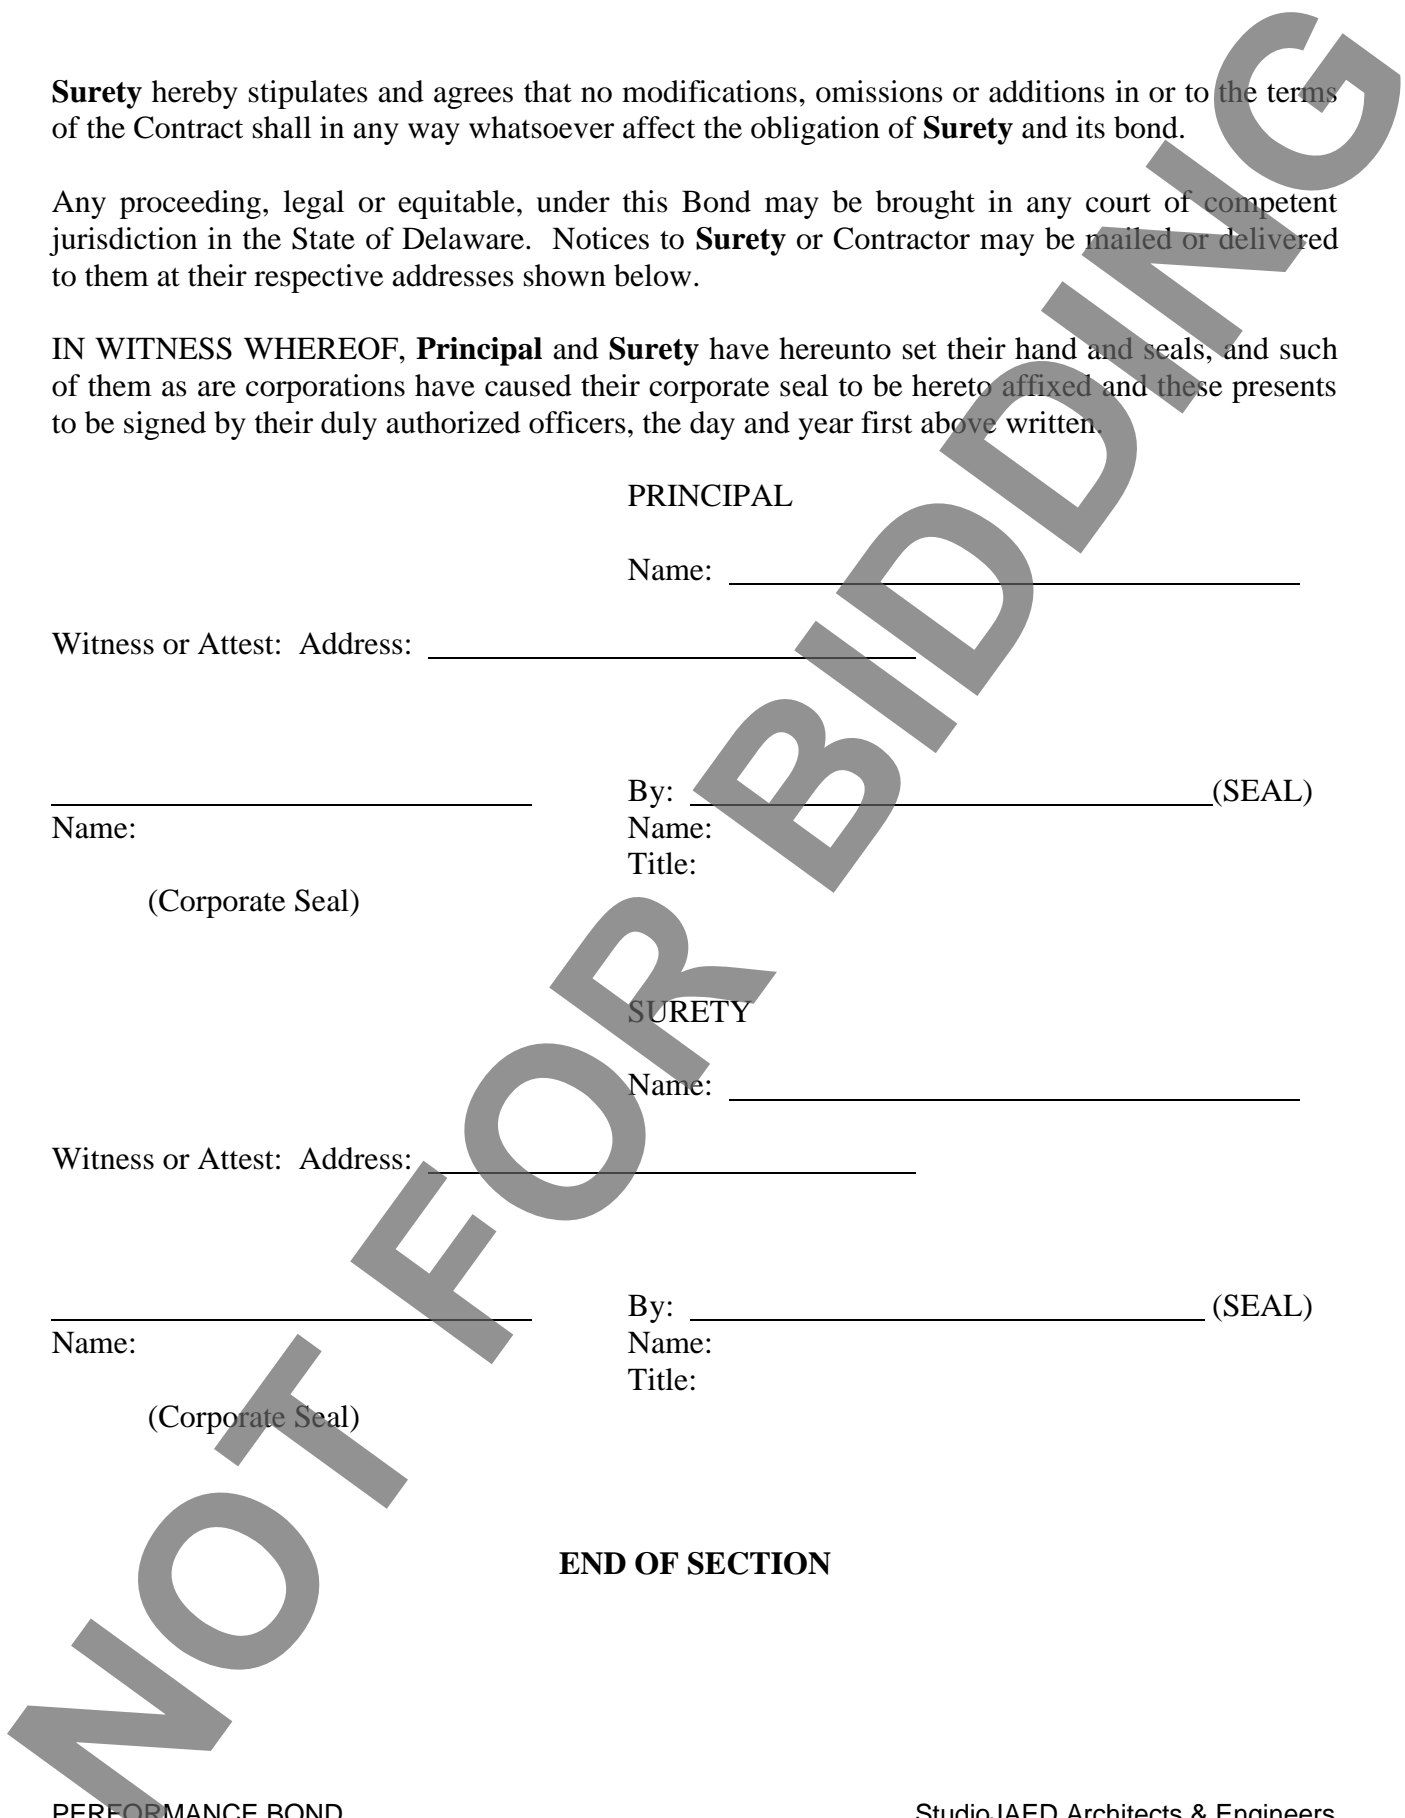 Surety hereby stipulates and agrees that no modifications, omissions or additions in or to the terms
of the Contract shall in any way whatsoever affect the obligation of Surety and its bond.
Any proceeding, legal or equitable, under this Bond may be brought in any court of competent
jurisdiction in the State of Delaware. Notices to Surety or Contractor may be mailed or delivered
to them at their respective addresses shown below.
IN WITNESS WHEREOF, Principal and Surety have hereunto set their hand and seals, and such
of them as are corporations have caused their corporate seal to be hereto affixed and these presents
to be signed by their duly authorized officers, the day and year first above written.
PRINCIPAL
Name:
Witness or Attest: Address:
By: (SEAL)
Name: Name:
Title:
(Corporate Seal)
SURETY
Name:
Witness or Attest: Address:
By: (SEAL)
Name: Name:
Title:
(Corporate Seal)
END OF SECTION
PERFORMANCE BOND StudioJAED Architects & Engineers
NOT FOR BIDDING